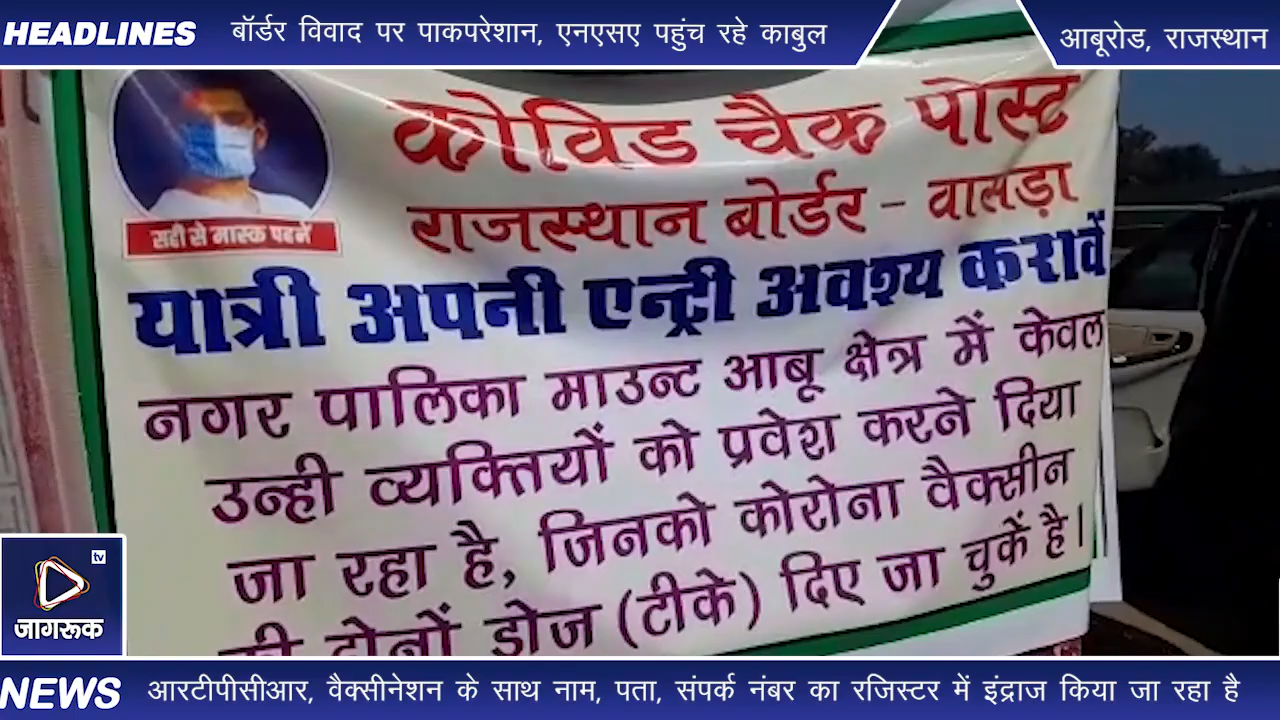 HEADLINES
बॉर्डर विवाद पर पाकपरेशान, एनएसए पहुंच रहे काबुल
आबूरोड, राजस्थान
कोविड चैक पोस्ट
राजस्थान बोर्डर - वासड़ा
सही से मास्क पहनें
यात्री अपनी एन्ट्री अवश्य करावें
नगर पालिका माउन्ट आबू क्षेत्र में केवल
उन्ही व्यक्तियों को प्रवेश करने दिया
जा रहा है, जिनको कोरोना वैक्सीन
की दोनों डोज (टीके) दिए जा चुकें है।
tv
जागरूक
NEWS
आरटीपीसीआर, वैक्सीनेशन के साथ नाम, पता, संपर्क नंबर का रजिस्टर में इंद्राज किया जा रहा है